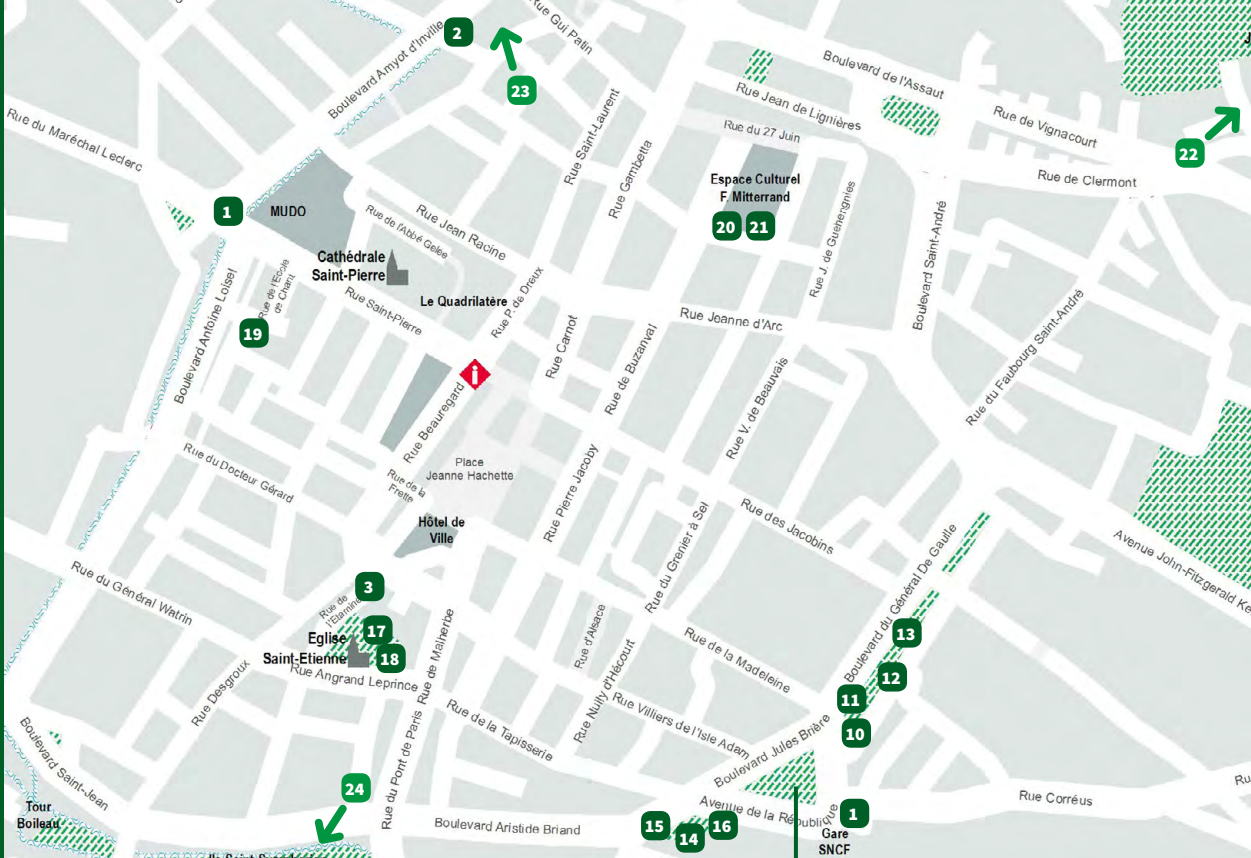 2
Rue Gui Patin
23
Boulevard Amyot d'Inville
Boulevard de l'Assaut
Rue Jean de Lignières
Rue de Vignacourt
22
Rue du Maréchal Leclerc
Rue Saint-Laurent
Rue Gambetta
Rue du 27 Juin
Rue de Clermont
Espace Culturel
F. Mitterrand
20
21
1
MUDO
Rue Jean Racine
Rue de l'Abbé Gelée
Rue J. de Guehengnies
Boulevard Saint-André
Cathédrale
Saint-Pierre
Rue de l'Ecole
de Chant
Boulevard Antoine Loisel
Rue Saint-Pierre
Le Quadrilatère
Rue P. de Dreux
19
Rue Carnot
Rue Jeanne d'Arc
Rue du Faubourg Saint-André
i
Rue de Buzanval
Rue V. de Beauvais
Rue Beauregard
Rue du Docteur Gérard
Place
Jeanne Hachette
Rue de la
Frette
Rue Pierre Jacoby
Hôtel de
Ville
Rue du Grenier à Sel
Rue des Jacobins
Boulevard du Général De Gaulle
Avenue John-Fitzgerald Ke
Rue du Général Watrin
3
Rue de
l'Etamine
17
Eglise
Saint-Etienne
18
Rue Angrand Leprince
Rue de Malherbe
Rue d'Alsace
Rue de la Madeleine
13
12
11
10
Rue Desgroux
Rue de la Tapisserie
Rue Nully d'Hécourt
Rue Villiers de l'Isle Adam
Boulevard Jules Brière
Boulevard Saint-Jean
Rue du Pont de Paris
24
Tour
Boileau
Boulevard Aristide Briand
15
14
16
Avenue de la République
1
Gare
SNCF
Rue Corréus
Ru